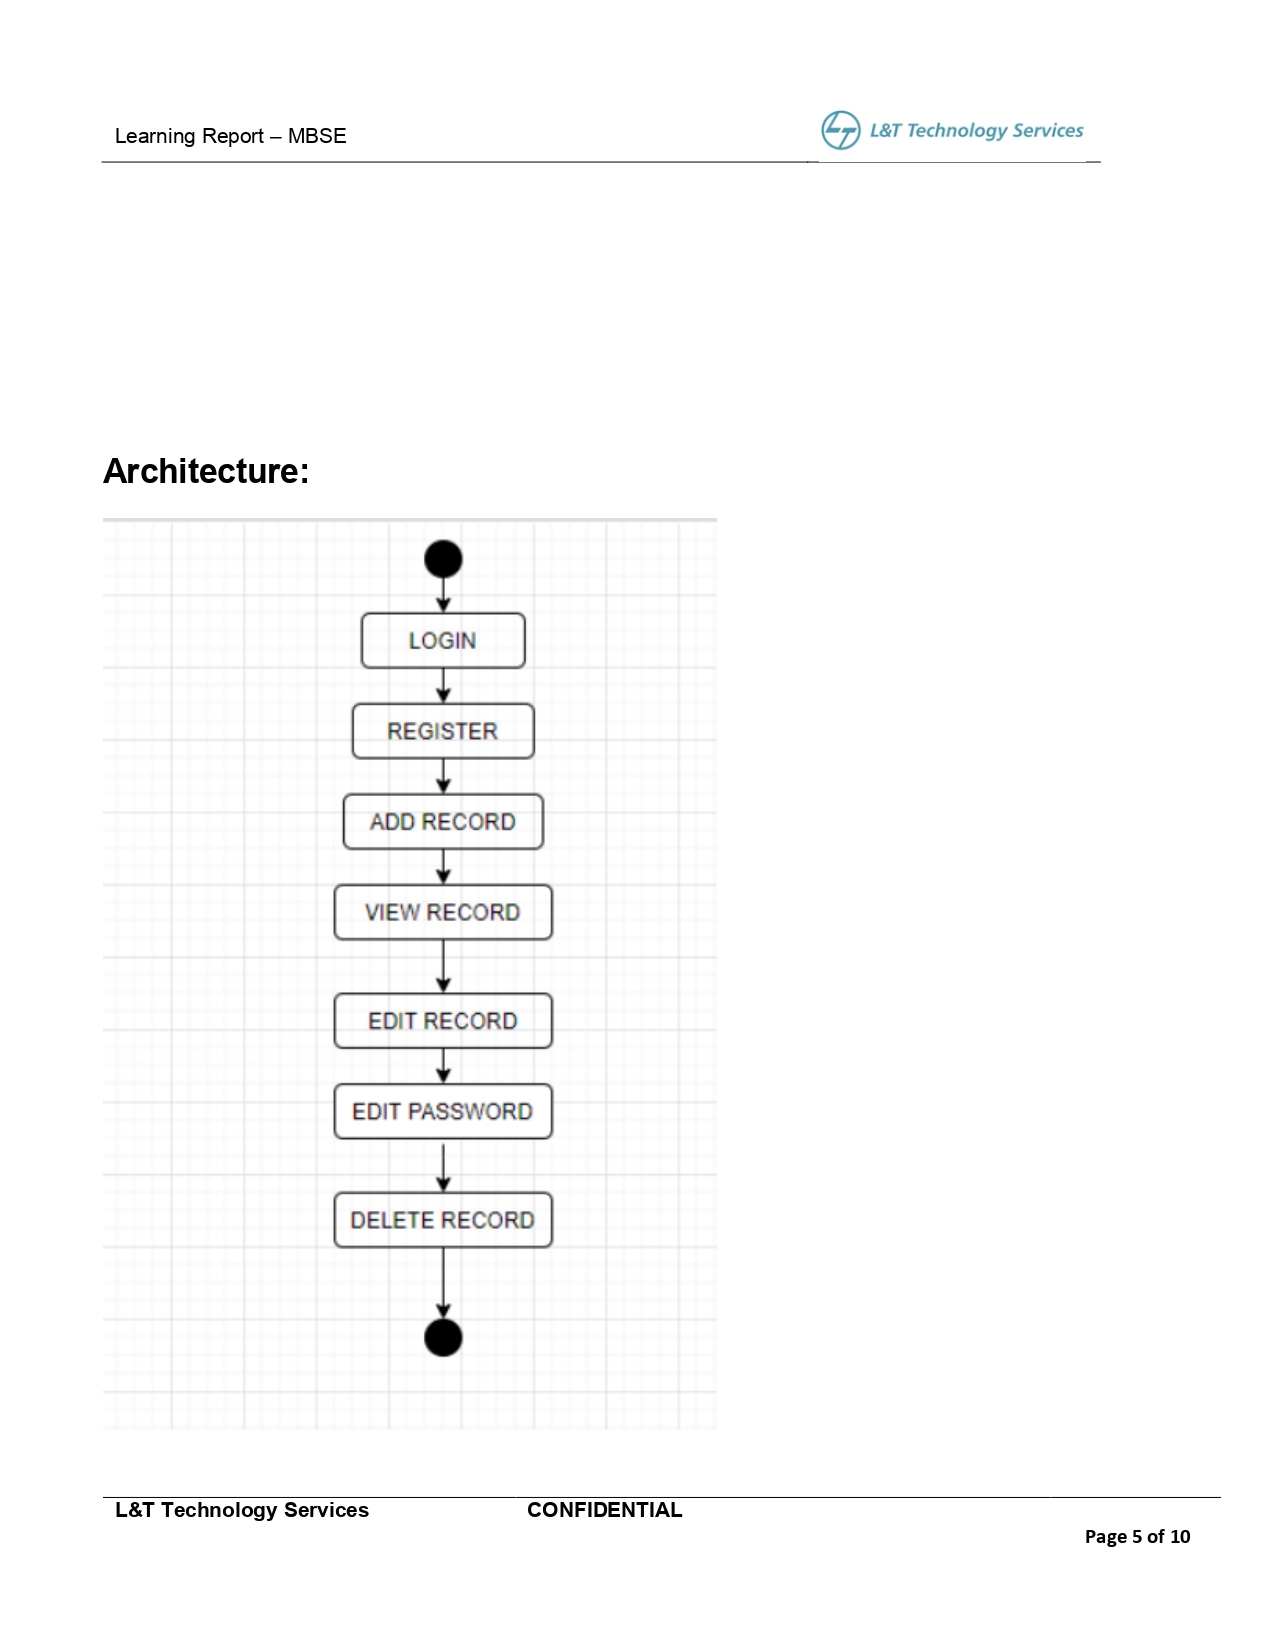 Learning Report – MBSE
L&T Technology Services
Architecture:
LOGIN
REGISTER
ADD RECORD
VIEW RECORD
EDIT RECORD
EDIT PASSWORD
DELETE RECORD
L&T Technology Services CONFIDENTIAL
Page 5 of 10